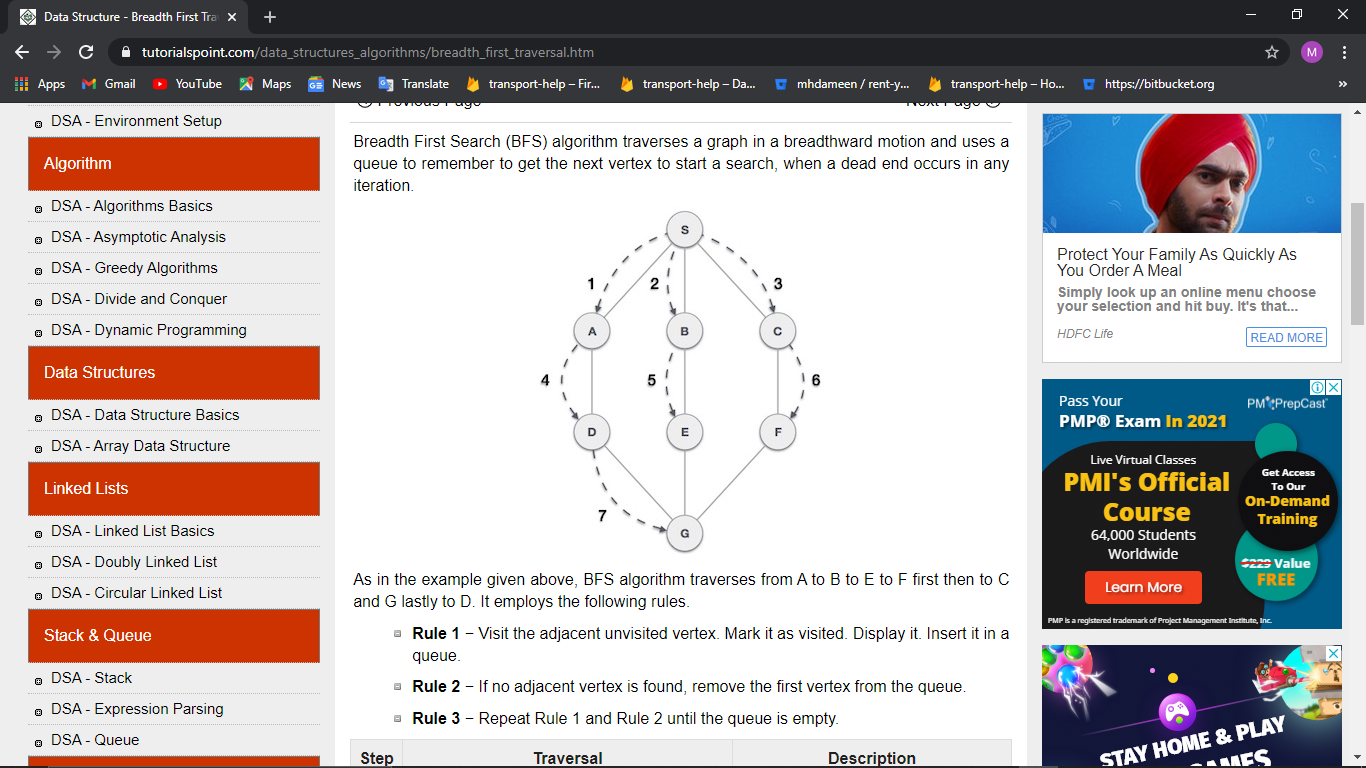 Data Structure - Breadth First Tra
tutorialspoint.com/data_structures_algorithms/breadth_first_traversal.htm
M
Apps
Gmail
YouTube
Maps
News
Translate
transport-help – Fir...
transport-help – Da...
mhdameen / rent-y...
transport-help – Ho...
https://bitbucket.org
»
DSA - Environment Setup
Algorithm
DSA - Algorithms Basics
DSA - Asymptotic Analysis
DSA - Greedy Algorithms
DSA - Divide and Conquer
DSA - Dynamic Programming
Data Structures
DSA - Data Structure Basics
DSA - Array Data Structure
Linked Lists
DSA - Linked List Basics
DSA - Doubly Linked List
DSA - Circular Linked List
Stack & Queue
DSA - Stack
DSA - Expression Parsing
DSA - Queue
Previous Page
Next Page
Breadth First Search (BFS) algorithm traverses a graph in a breadthward motion and uses a
queue to remember to get the next vertex to start a search, when a dead end occurs in any
iteration.
S
1
2
3
A
B
C
4
5
6
D
E
F
7
G
As in the example given above, BFS algorithm traverses from A to B to E to F first then to C
and G lastly to D. It employs the following rules.
Rule 1 − Visit the adjacent unvisited vertex. Mark it as visited. Display it. Insert it in a
queue.
Rule 2 − If no adjacent vertex is found, remove the first vertex from the queue.
Rule 3 − Repeat Rule 1 and Rule 2 until the queue is empty.
Step
Traversal
Description
Protect Your Family As Quickly As
You Order A Meal
Simply look up an online menu choose
your selection and hit buy. It's that...
HDFC Life
READ MORE
Pass Your
PMP® Exam In 2021
PM PrepCast
Live Virtual Classes
PMI's Official
Course
64,000 Students
Worldwide
Learn More
Get Access
To Our
On-Demand
Training
$229 Value
FREE
PMP is a registered trademark of Project Management Institute, Inc.
STAY HOME & PLAY
GAMES